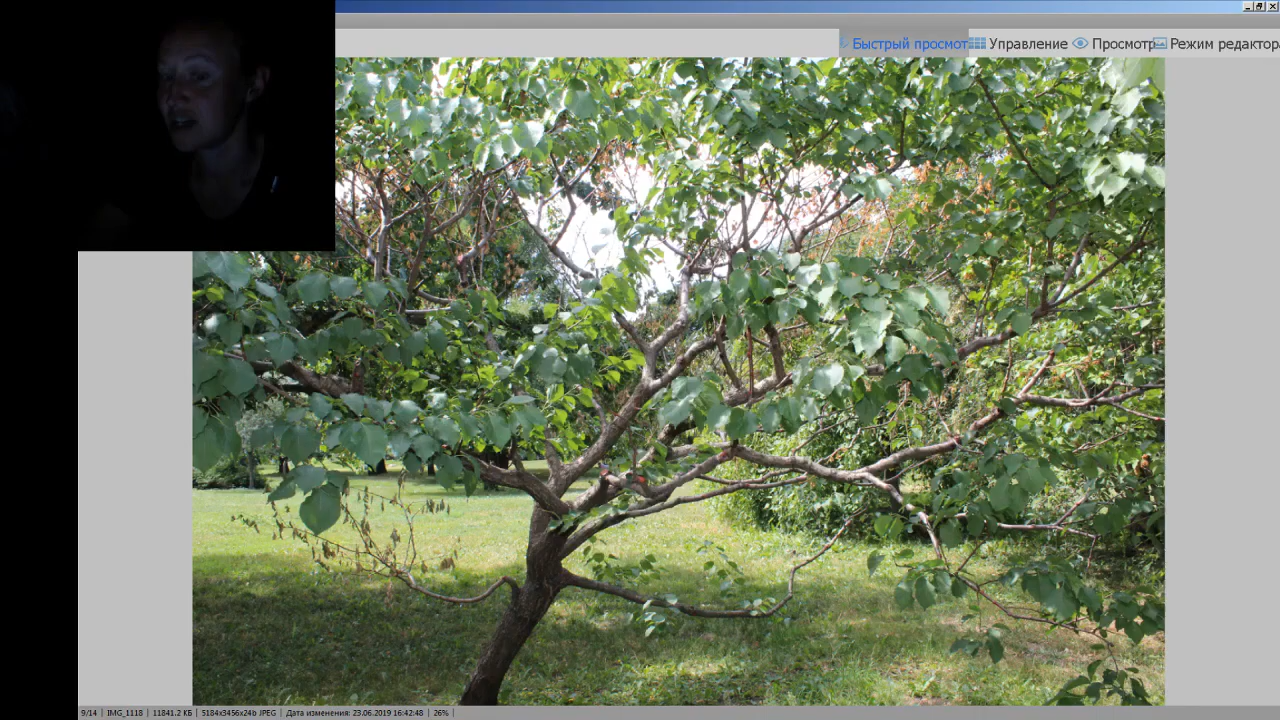 Быстрый просмот Управление Просмотр Режим редактор
9/14 IMG_1118 11841.2 КБ 5184x3456x24b JPEG Дата изменения: 23.06.2019 16:42:48 26%